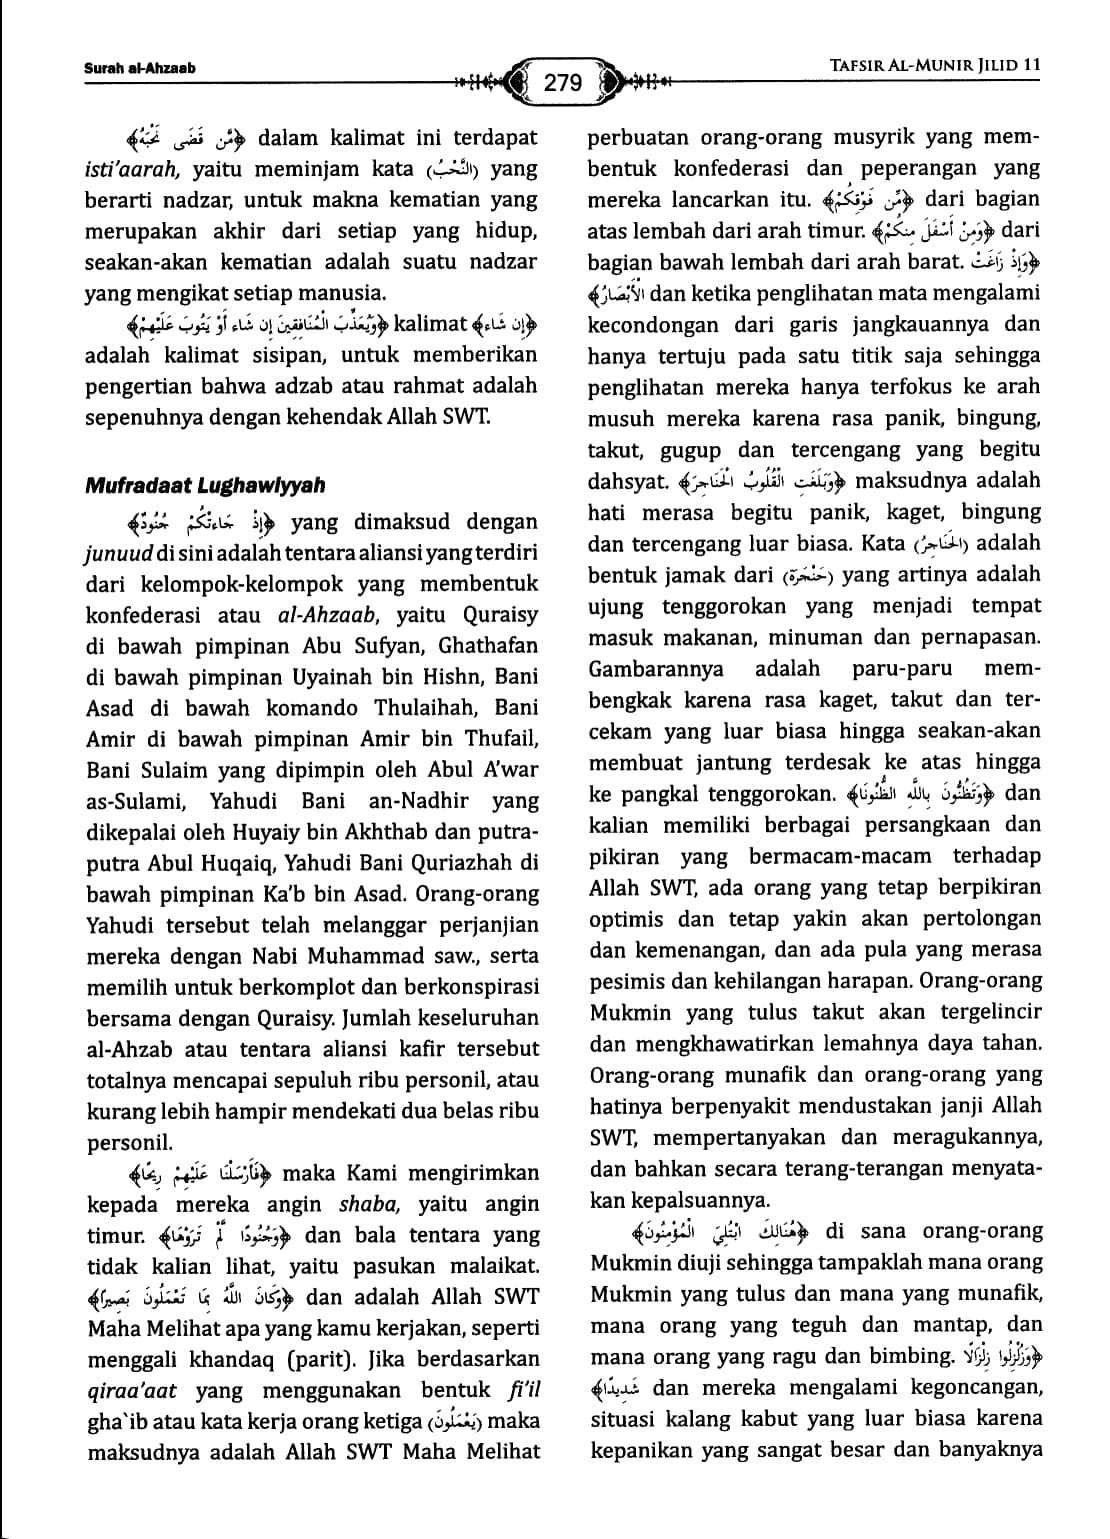 Surah al-Ahzaab
279
TAFSIR AL-MUNIR JILID 11
﴿مَّن قَضَى نَحْبَهُ﴾ dalam kalimat ini terdapat
isti'aarah, yaitu meminjam kata (النَّحْبُ) yang
berarti nadzar, untuk makna kematian yang
merupakan akhir dari setiap yang hidup,
seakan-akan kematian adalah suatu nadzar
yang mengikat setiap manusia.
﴿وَيُعَذِّبَ الْمُنَافِقِينَ إِن شَاءَ أَوْ يَتُوبَ عَلَيْهِمْ﴾ kalimat ﴿إِن شَاءَ﴾
adalah kalimat sisipan, untuk memberikan
pengertian bahwa adzab atau rahmat adalah
sepenuhnya dengan kehendak Allah SWT.
Mufradaat Lughawiyyah
﴿إِذْ جَاءَتْكُمْ جُنُودٌ﴾ yang dimaksud dengan
junuud di sini adalah tentara aliansi yang terdiri
dari kelompok-kelompok yang membentuk
konfederasi atau al-Ahzaab, yaitu Quraisy
di bawah pimpinan Abu Sufyan, Ghathafan
di bawah pimpinan Uyainah bin Hishn, Bani
Asad di bawah komando Thulaihah, Bani
Amir di bawah pimpinan Amir bin Thufail,
Bani Sulaim yang dipimpin oleh Abul A'war
as-Sulami, Yahudi Bani an-Nadhir yang
dikepalai oleh Huyaiy bin Akhthab dan putra-
putra Abul Huqaiq, Yahudi Bani Quriazhah di
bawah pimpinan Ka'b bin Asad. Orang-orang
Yahudi tersebut telah melanggar perjanjian
mereka dengan Nabi Muhammad saw., serta
memilih untuk berkomplot dan berkonspirasi
bersama dengan Quraisy. Jumlah keseluruhan
al-Ahzab atau tentara aliansi kafir tersebut
totalnya mencapai sepuluh ribu personil, atau
kurang lebih hampir mendekati dua belas ribu
personil.
﴿فَأَرْسَلْنَا عَلَيْهِمْ رِيحًا﴾ maka Kami mengirimkan
kepada mereka angin shaba, yaitu angin
timur. ﴿وَجُنُودًا لَّمْ تَرَوْهَا﴾ dan bala tentara yang
tidak kalian lihat, yaitu pasukan malaikat.
﴿وَكَانَ اللَّهُ بِمَا تَعْمَلُونَ بَصِيرًا﴾ dan adalah Allah SWT
Maha Melihat apa yang kamu kerjakan, seperti
menggali khandaq (parit). Jika berdasarkan
qiraa'aat yang menggunakan bentuk fi'il
gha`ib atau kata kerja orang ketiga (يَعْمَلُونَ) maka
maksudnya adalah Allah SWT Maha Melihat
perbuatan orang-orang musyrik yang mem-
bentuk konfederasi dan peperangan yang
mereka lancarkan itu. ﴿مِّن فَوْقِكُمْ﴾ dari bagian
atas lembah dari arah timur. ﴿وَمِنْ أَسْفَلَ مِنكُمْ﴾ dari
bagian bawah lembah dari arah barat. ﴿وَإِذْ زَاغَتْ
الْأَبْصَارُ﴾ dan ketika penglihatan mata mengalami
kecondongan dari garis jangkauannya dan
hanya tertuju pada satu titik saja sehingga
penglihatan mereka hanya terfokus ke arah
musuh mereka karena rasa panik, bingung,
takut, gugup dan tercengang yang begitu
dahsyat. ﴿وَبَلَغَتِ الْقُلُوبُ الْحَنَاجِرَ﴾ maksudnya adalah
hati merasa begitu panik, kaget, bingung
dan tercengang luar biasa. Kata (الحَنَاجِرُ) adalah
bentuk jamak dari (حَنْجَرَة) yang artinya adalah
ujung tenggorokan yang menjadi tempat
masuk makanan, minuman dan pernapasan.
Gambarannya adalah paru-paru mem-
bengkak karena rasa kaget, takut dan ter-
cekam yang luar biasa hingga seakan-akan
membuat jantung terdesak ke atas hingga
ke pangkal tenggorokan. ﴿وَتَظُنُّونَ بِاللَّهِ الظُّنُونَا﴾ dan
kalian memiliki berbagai persangkaan dan
pikiran yang bermacam-macam terhadap
Allah SWT, ada orang yang tetap berpikiran
optimis dan tetap yakin akan pertolongan
dan kemenangan, dan ada pula yang merasa
pesimis dan kehilangan harapan. Orang-orang
Mukmin yang tulus takut akan tergelincir
dan mengkhawatirkan lemahnya daya tahan.
Orang-orang munafik dan orang-orang yang
hatinya berpenyakit mendustakan janji Allah
SWT, mempertanyakan dan meragukannya,
dan bahkan secara terang-terangan menyata-
kan kepalsuannya.
﴿هُنَالِكَ ابْتُلِيَ الْمُؤْمِنُونَ﴾ di sana orang-orang
Mukmin diuji sehingga tampaklah mana orang
Mukmin yang tulus dan mana yang munafik,
mana orang yang teguh dan mantap, dan
mana orang yang ragu dan bimbing. ﴿وَزُلْزِلُوا زِلْزَالًا
شَدِيدًا﴾ dan mereka mengalami kegoncangan,
situasi kalang kabut yang luar biasa karena
kepanikan yang sangat besar dan banyaknya